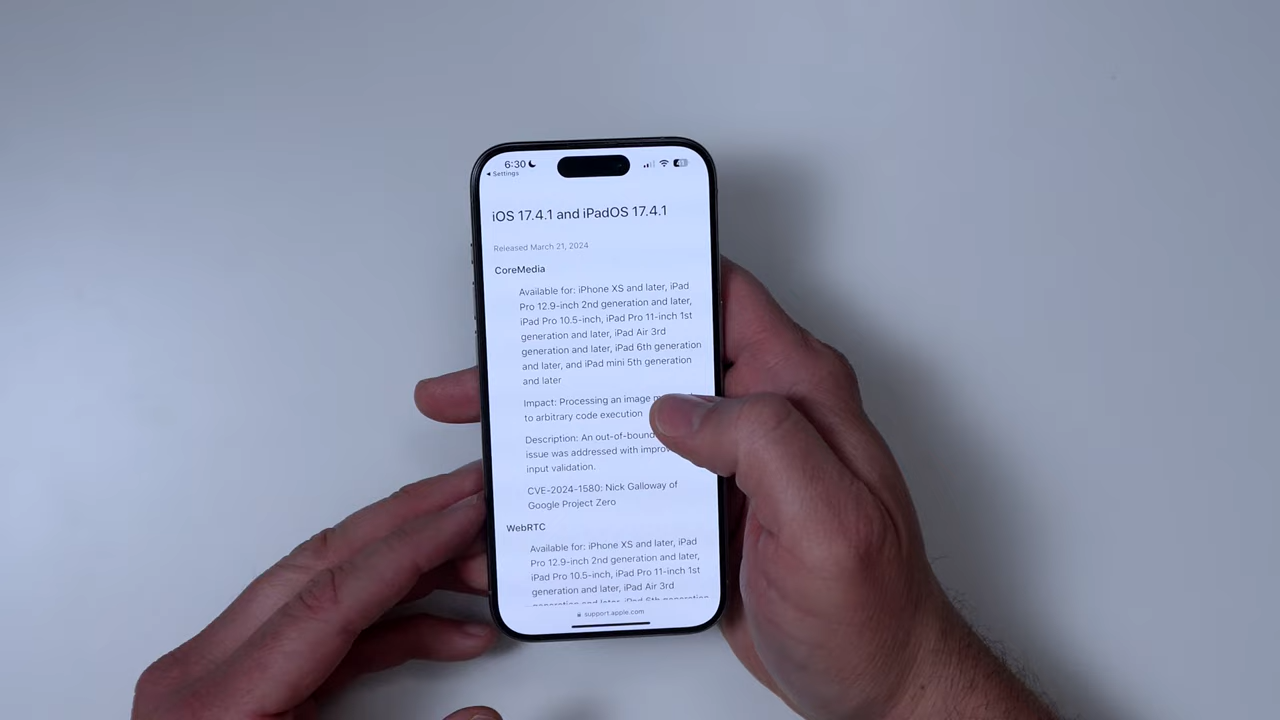 6:30
◀ Settings
iOS 17.4.1 and iPadOS 17.4.1
Released March 21, 2024
CoreMedia
Available for: iPhone XS and later, iPad
Pro 12.9-inch 2nd generation and later,
iPad Pro 10.5-inch, iPad Pro 11-inch 1st
generation and later, iPad Air 3rd
generation and later, iPad 6th generation
and later, and iPad mini 5th generation
and later
Impact: Processing an image
to arbitrary code execution
Description: An out-of-bound
issue was addressed with improv
input validation.
CVE-2024-1580: Nick Galloway of
Google Project Zero
WebRTC
Available for: iPhone XS and later, iPad
Pro 12.9-inch 2nd generation and later,
iPad Pro 10.5-inch, iPad Pro 11-inch 1st
generation and later, iPad Air 3rd
generation and later, iPad 6th generation
support.apple.com